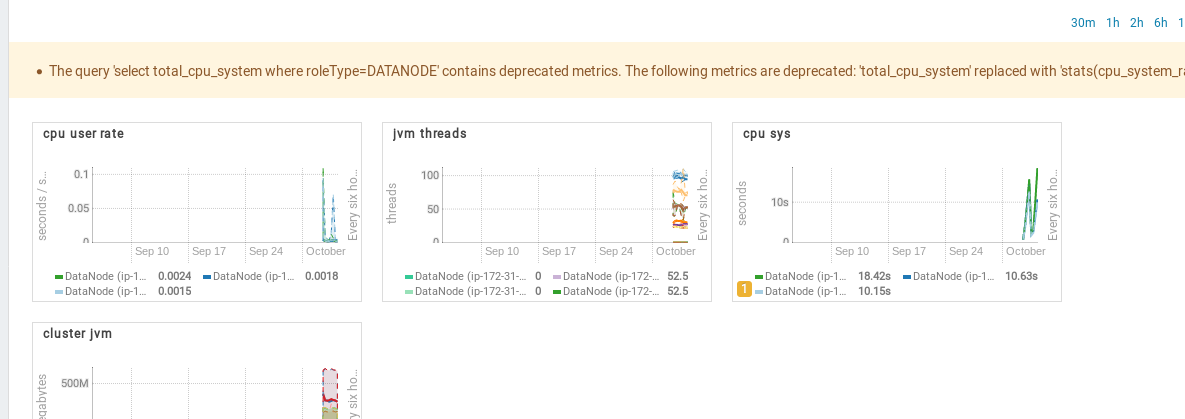 30m 1h 2h 6h 1
• The query 'select total_cpu_system where roleType=DATANODE' contains deprecated metrics. The following metrics are deprecated: 'total_cpu_system' replaced with 'stats(cpu_system_ra
cpu user rate
seconds / s...
0.1
0.05
0
Every six ho...
Sep 10 Sep 17 Sep 24 October
DataNode (ip-1... 0.0024 DataNode (ip-1... 0.0018
DataNode (ip-1... 0.0015
jvm threads
threads
100
50
0
Every six ho...
Sep 10 Sep 17 Sep 24 October
DataNode (ip-172-31-... 0 DataNode (ip-172-... 52.5
DataNode (ip-172-31-... 0 DataNode (ip-172-... 52.5
cpu sys
seconds
10s
0
Every six ho...
Sep 10 Sep 17 Sep 24 October
DataNode (ip-1... 18.42s DataNode (ip-1... 10.63s
1 DataNode (ip-1... 10.15s
cluster jvm
egabytes
500M
y six ho...